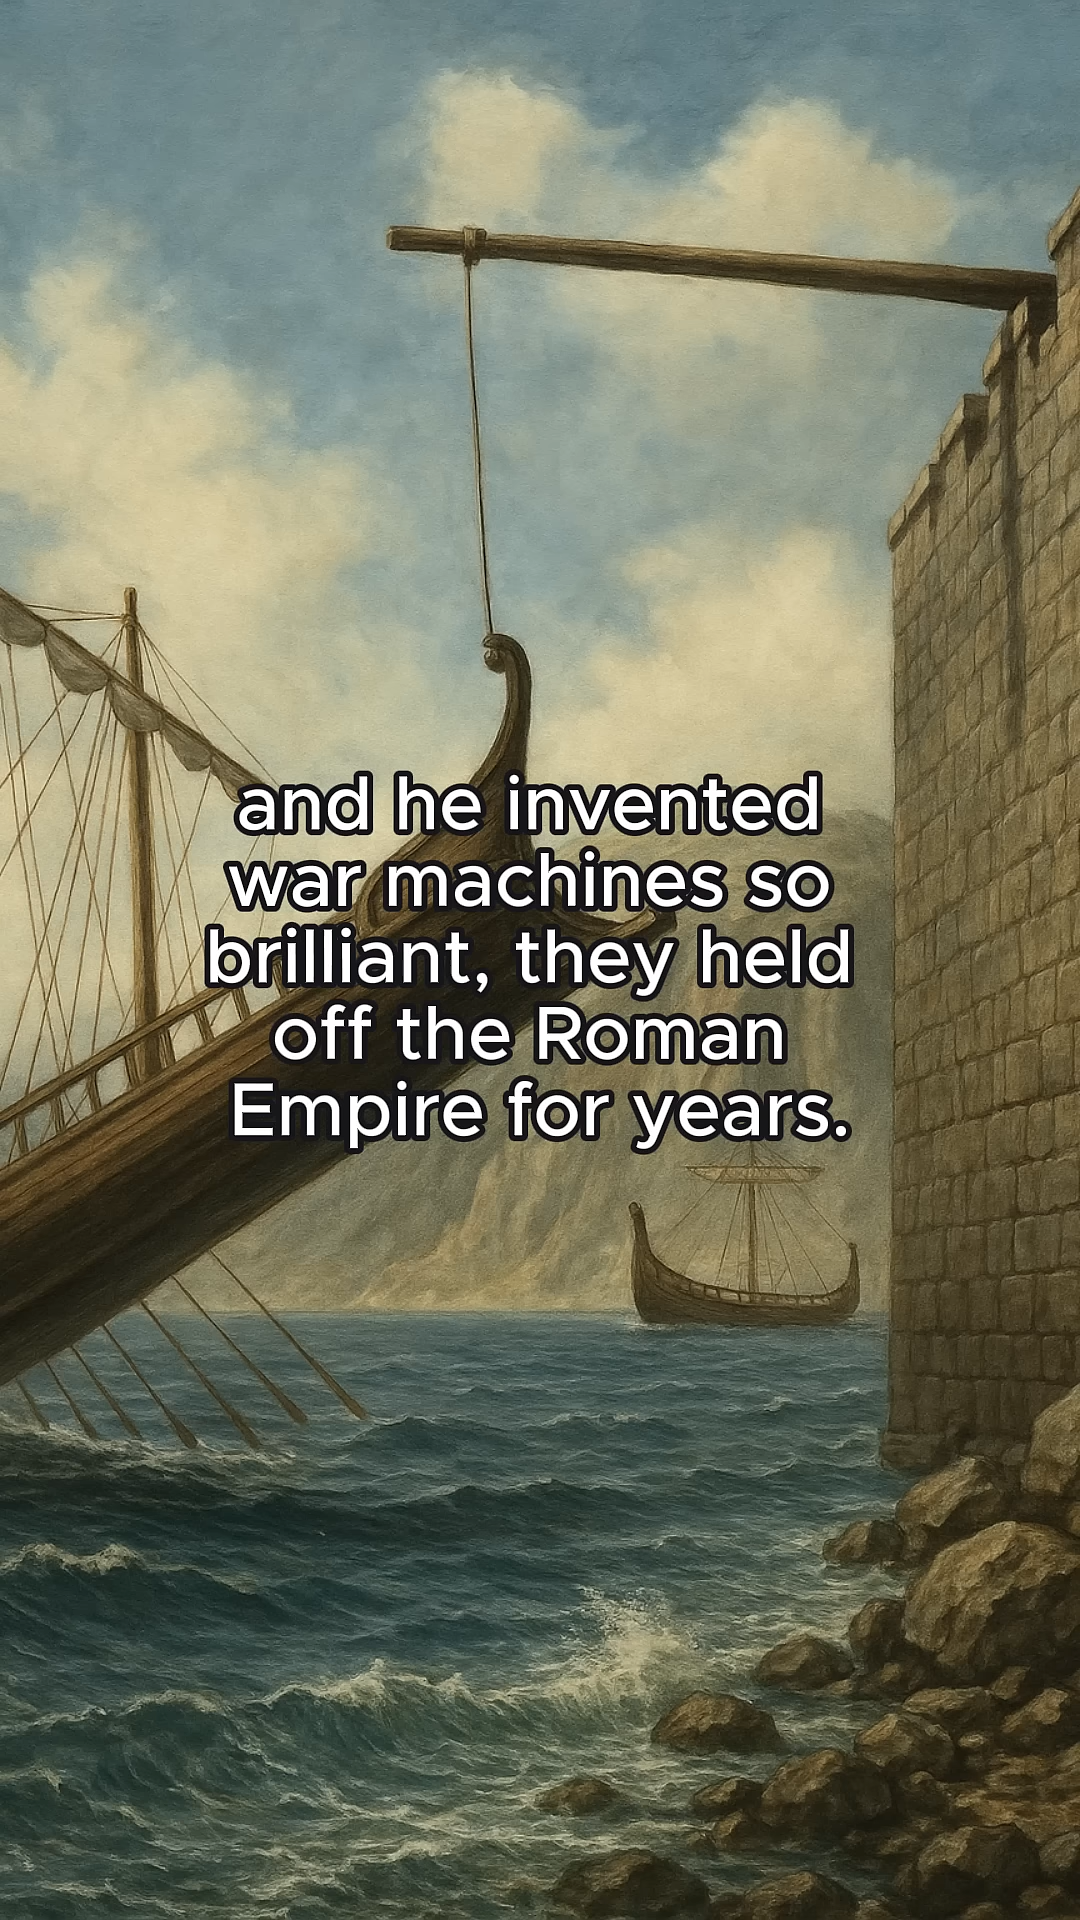 and he invented
war machines so
brilliant, they held
off the Roman
Empire for years.